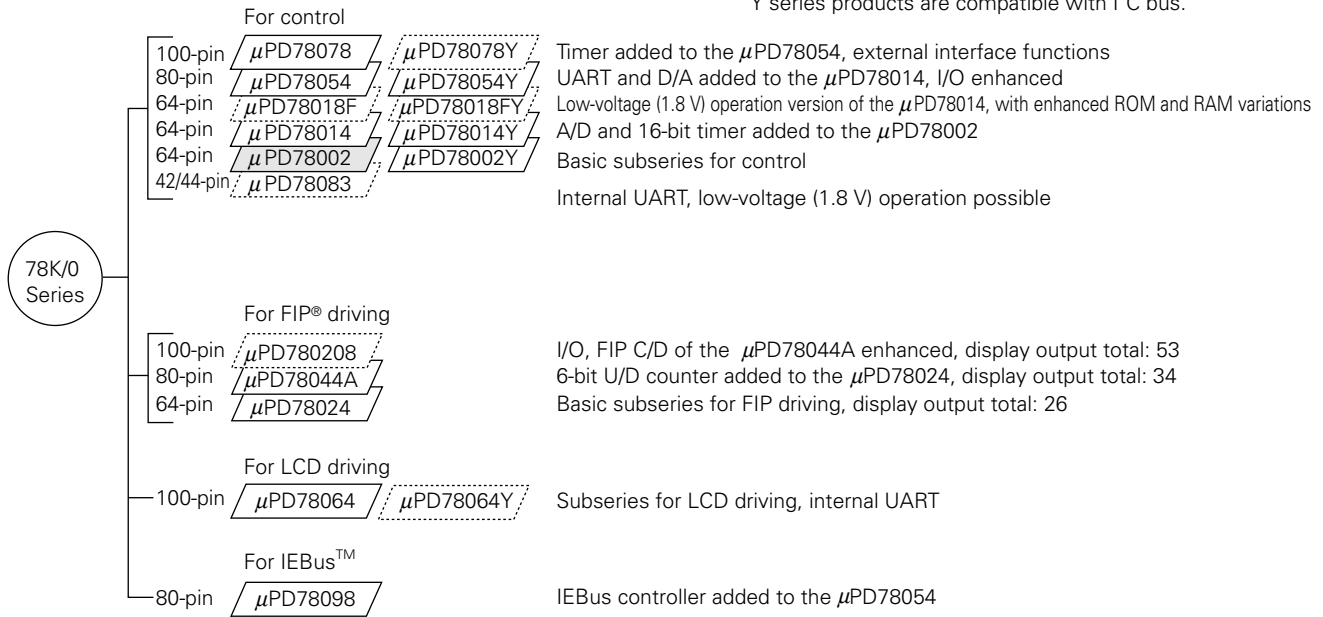 Y series products are compatible with I²C bus.
For control
100-pin μPD78078 μPD78078Y Timer added to the μPD78054, external interface functions
80-pin μPD78054 μPD78054Y UART and D/A added to the μPD78014, I/O enhanced
64-pin μPD78018F μPD78018FY Low-voltage (1.8 V) operation version of the μPD78014, with enhanced ROM and RAM variations
64-pin μPD78014 μPD78014Y A/D and 16-bit timer added to the μPD78002
64-pin μPD78002 μPD78002Y Basic subseries for control
42/44-pin μPD78083 Internal UART, low-voltage (1.8 V) operation possible
78K/0
Series
For FIP® driving
100-pin μPD780208 I/O, FIP C/D of the μPD78044A enhanced, display output total: 53
80-pin μPD78044A 6-bit U/D counter added to the μPD78024, display output total: 34
64-pin μPD78024 Basic subseries for FIP driving, display output total: 26
For LCD driving
100-pin μPD78064 μPD78064Y Subseries for LCD driving, internal UART
For IEBus™
80-pin μPD78098 IEBus controller added to the μPD78054